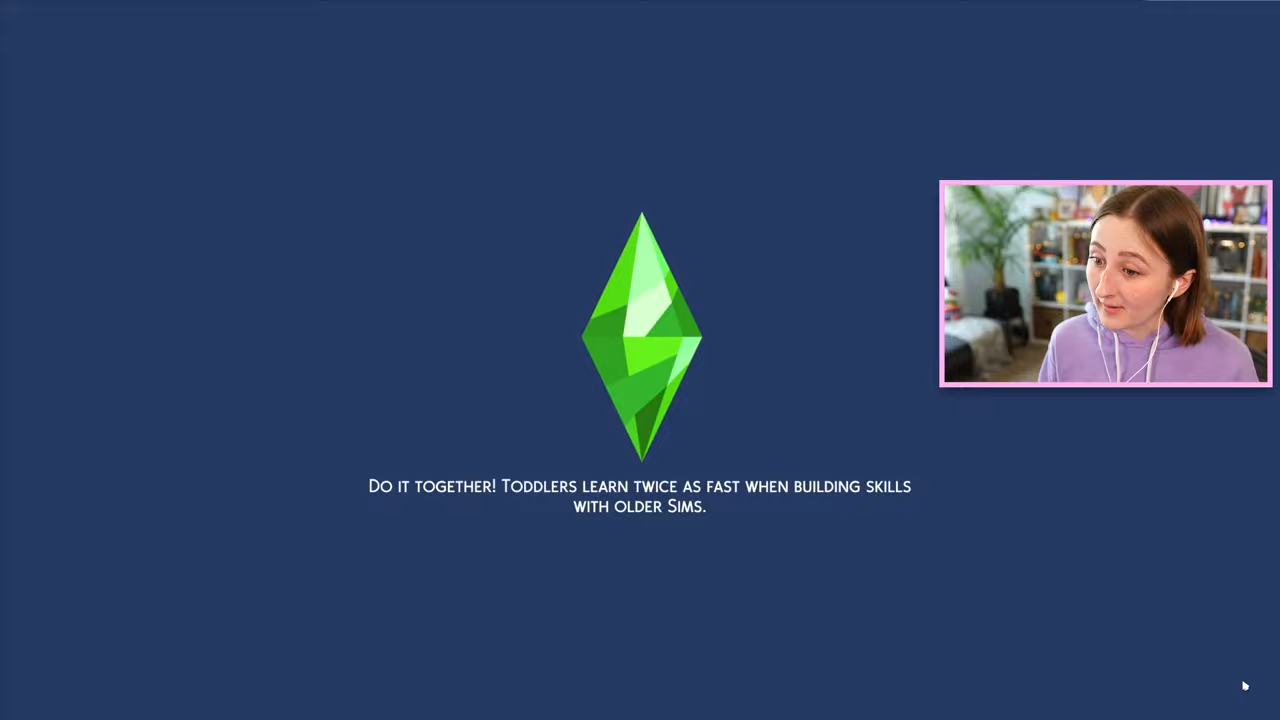 Do it together! Toddlers learn twice as fast when building skills
with older Sims.